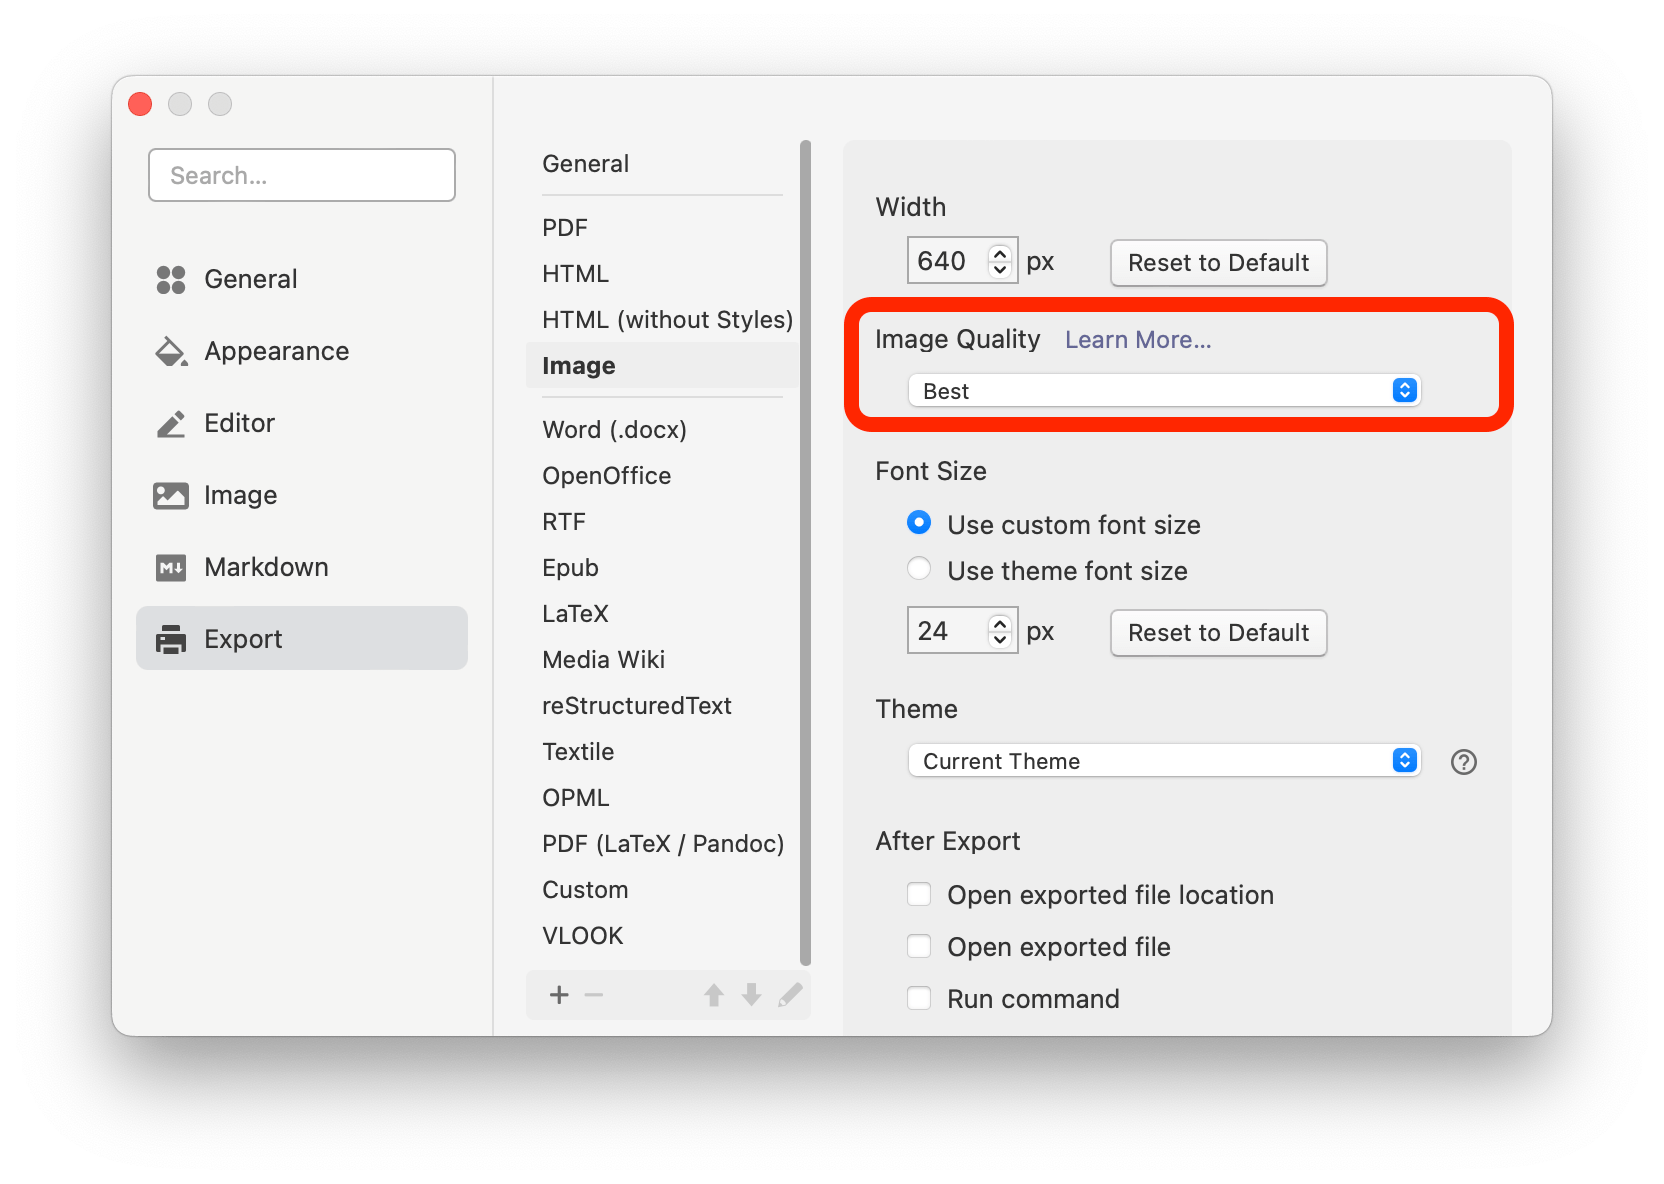 Search...
General
Appearance
Editor
Image
M↓
Markdown
Export
General
PDF
HTML
HTML (without Styles)
Image
Word (.docx)
OpenOffice
RTF
Epub
LaTeX
Media Wiki
reStructuredText
Textile
OPML
PDF (LaTeX / Pandoc)
Custom
VLOOK
Width
640 px Reset to Default
Image Quality Learn More...
Best
Font Size
Use custom font size
Use theme font size
24 px Reset to Default
Theme
Current Theme ?
After Export
Open exported file location
Open exported file
Run command